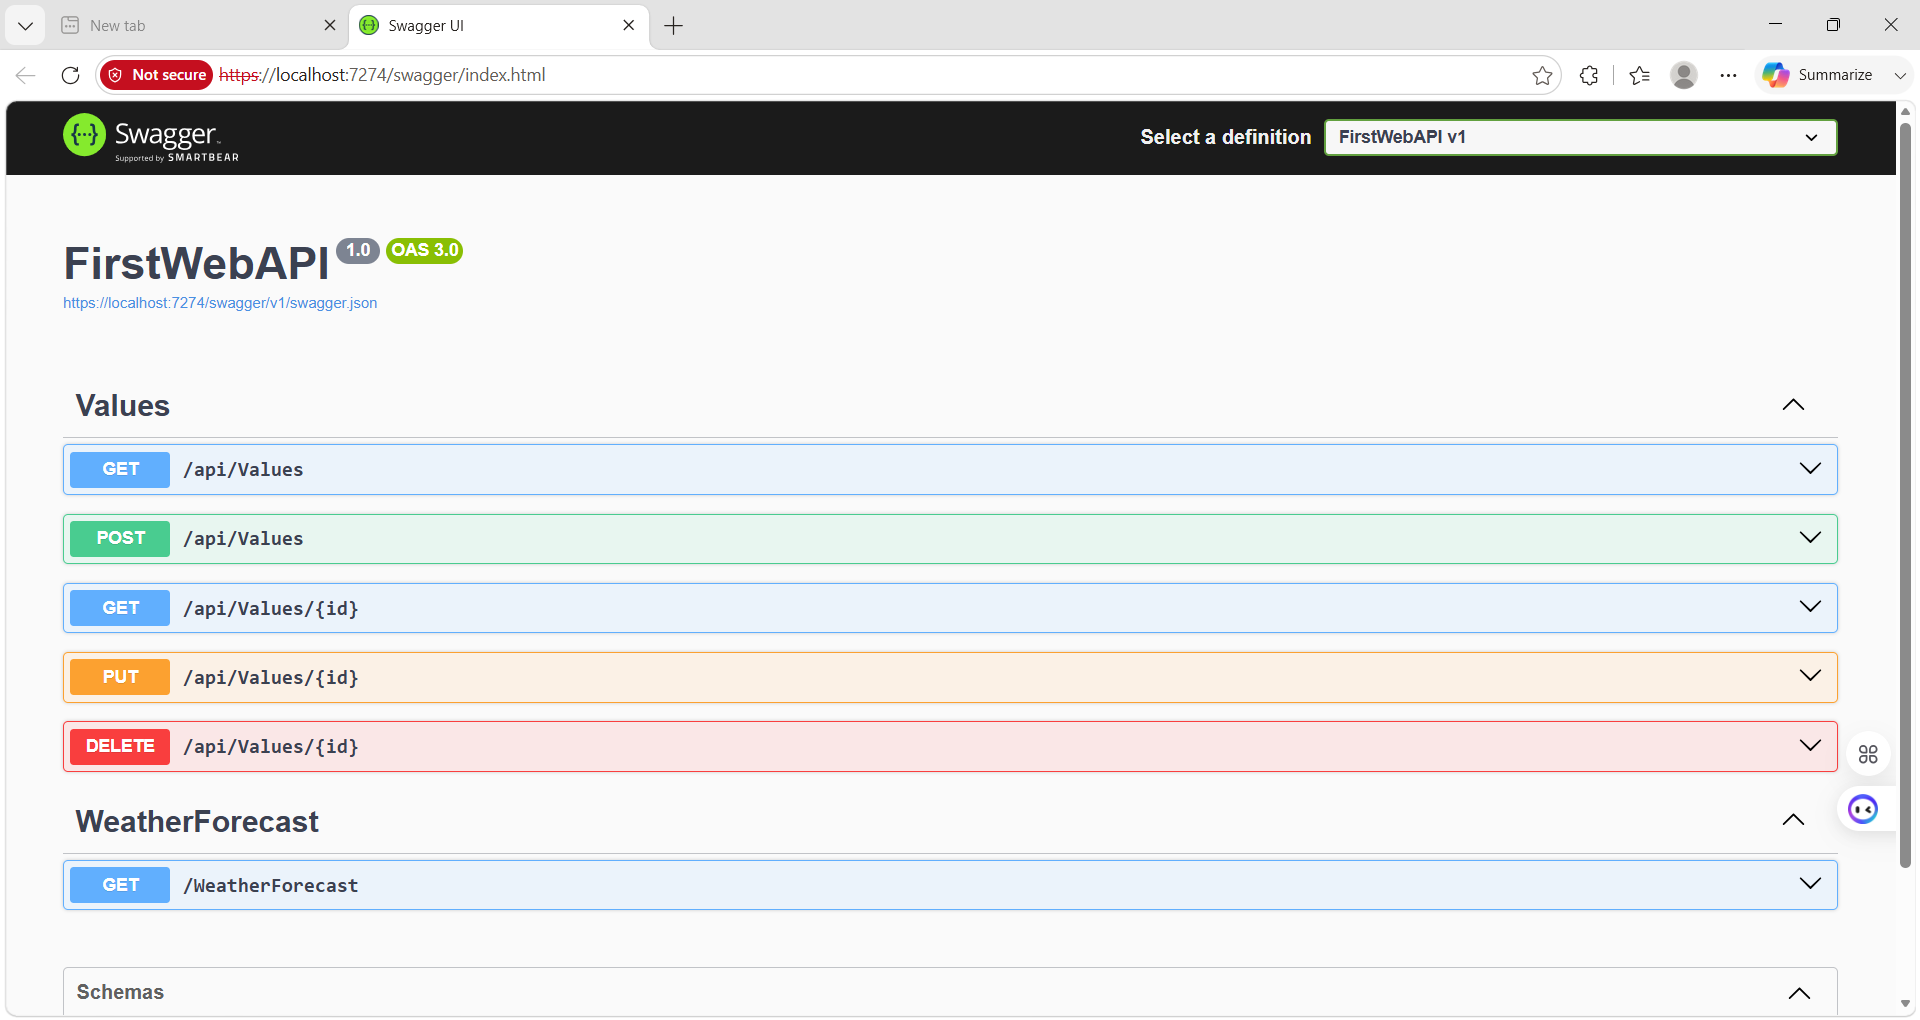 New tab
Swagger UI
Not secure
https://localhost:7274/swagger/index.html
Summarize
Swagger
Supported by SMARTBEAR
Select a definition
FirstWebAPI v1
FirstWebAPI 1.0 OAS 3.0
https://localhost:7274/swagger/v1/swagger.json
Values
GET /api/Values
POST /api/Values
GET /api/Values/{id}
PUT /api/Values/{id}
DELETE /api/Values/{id}
WeatherForecast
GET /WeatherForecast
Schemas